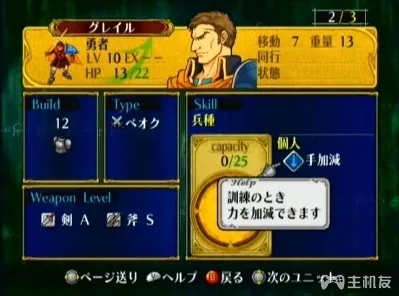 グレイル
2/3
勇者
LV 10 EX--
HP 13/22
移動 7 重量 13
同行
状態
Build
12
Type
ベオク
Skill
兵種
capacity
0/25
個人
手加減
Help
訓練のとき
力を加減できます
Weapon Level
剣 A 斧 S
ページ送り ヘルプ B 戻る 次のユニット
主机友